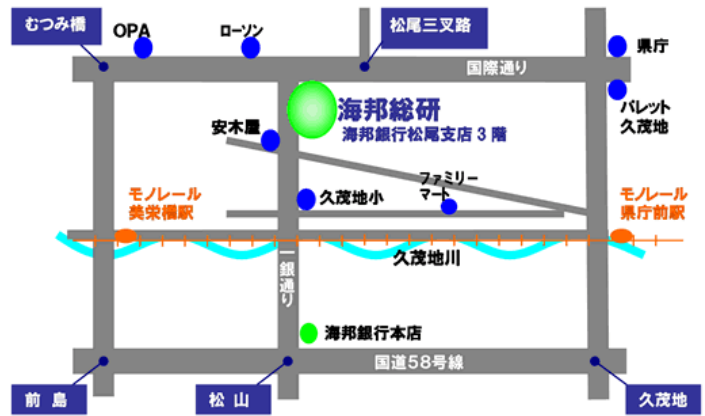 むつみ橋
OPA
ローソン
松尾三叉路
県庁
国際通り
パレット
久茂地
海邦総研
海邦銀行松尾支店3階
安木屋
ファミリー
マート
モノレール
美栄橋駅
久茂地小
モノレール
県庁前駅
久茂地川
一銀通り
海邦銀行本店
国道58号線
前島
松山
久茂地